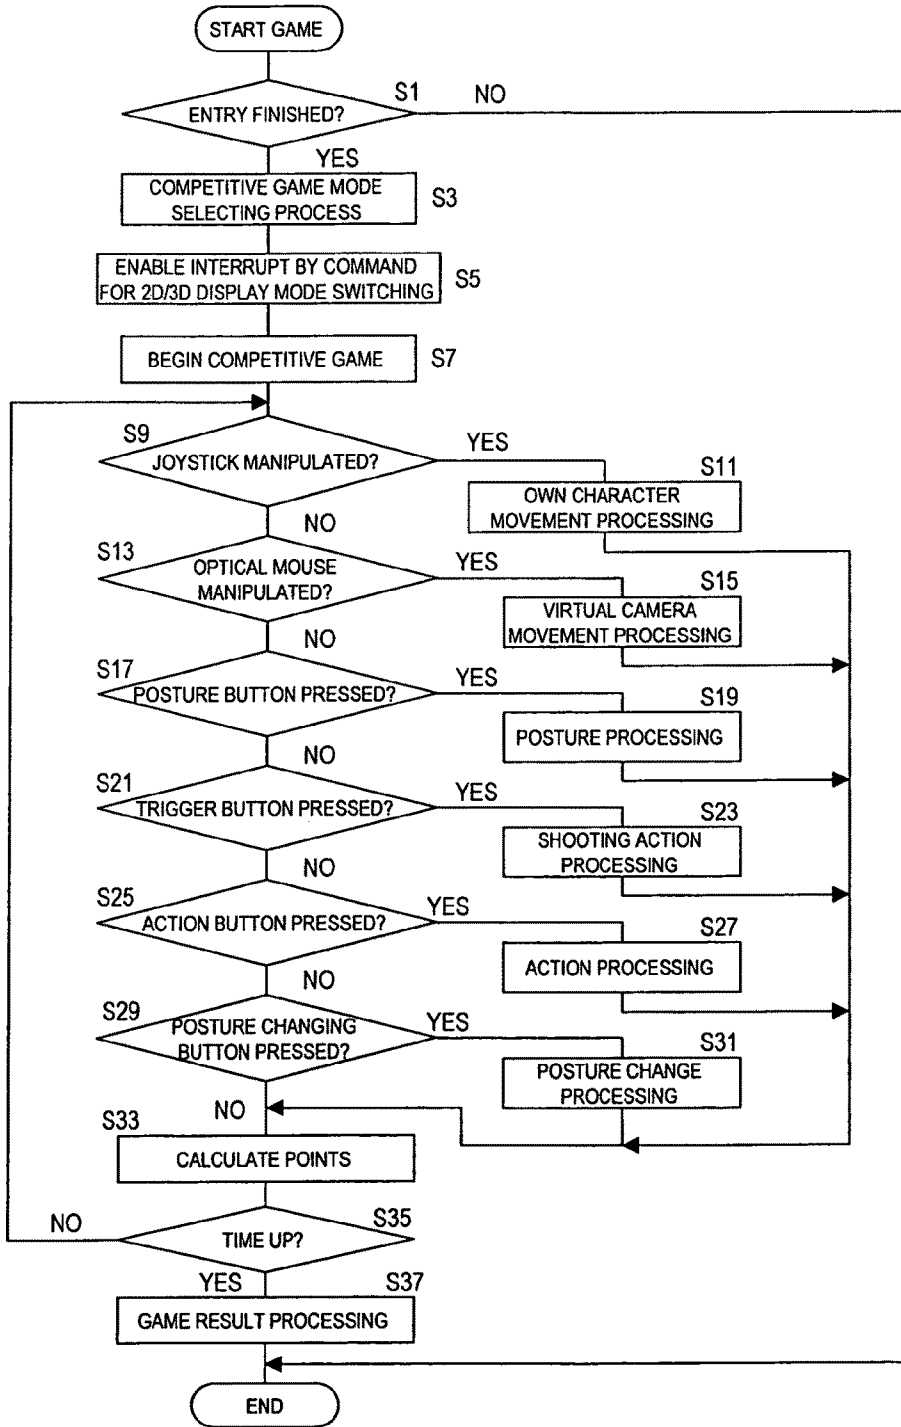 START GAME
S1
NO
ENTRY FINISHED?
YES
COMPETITIVE GAME MODE
SELECTING PROCESS
S3
ENABLE INTERRUPT BY COMMAND
FOR 2D/3D DISPLAY MODE SWITCHING
S5
BEGIN COMPETITIVE GAME
S7
S9
YES
JOYSTICK MANIPULATED?
S11
OWN CHARACTER
MOVEMENT PROCESSING
NO
S13
YES
OPTICAL MOUSE
MANIPULATED?
S15
VIRTUAL CAMERA
MOVEMENT PROCESSING
NO
S17
YES
POSTURE BUTTON PRESSED?
S19
POSTURE PROCESSING
NO
S21
YES
TRIGGER BUTTON PRESSED?
S23
SHOOTING ACTION
PROCESSING
NO
S25
YES
ACTION BUTTON PRESSED?
S27
ACTION PROCESSING
NO
S29
YES
POSTURE CHANGING
BUTTON PRESSED?
S31
POSTURE CHANGE
PROCESSING
NO
S33
CALCULATE POINTS
S35
NO
TIME UP?
YES
S37
GAME RESULT PROCESSING
END